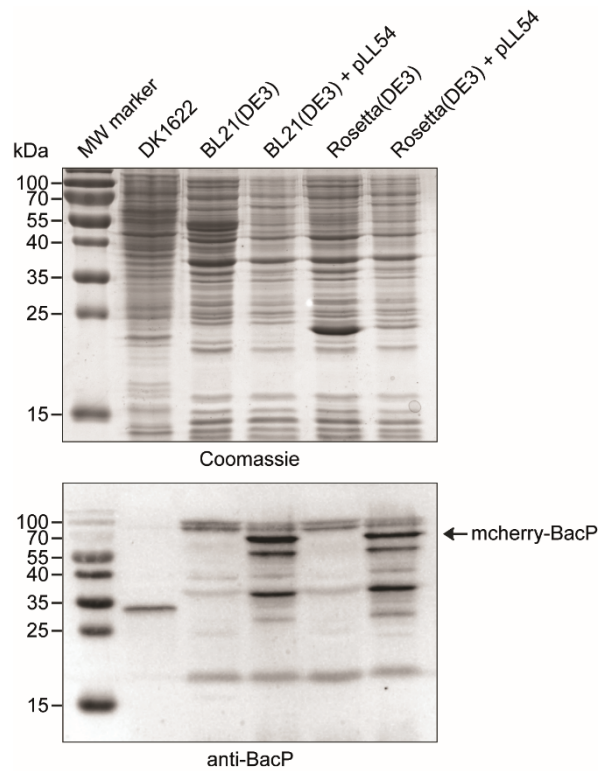 kDa
MW marker
DK1622
BL21(DE3)
BL21(DE3) + pLL54
Rosetta(DE3)
Rosetta(DE3) + pLL54
100
70
55
40
35
25
15
Coomassie
100
70
55
40
35
25
15
mcherry-BacP
anti-BacP